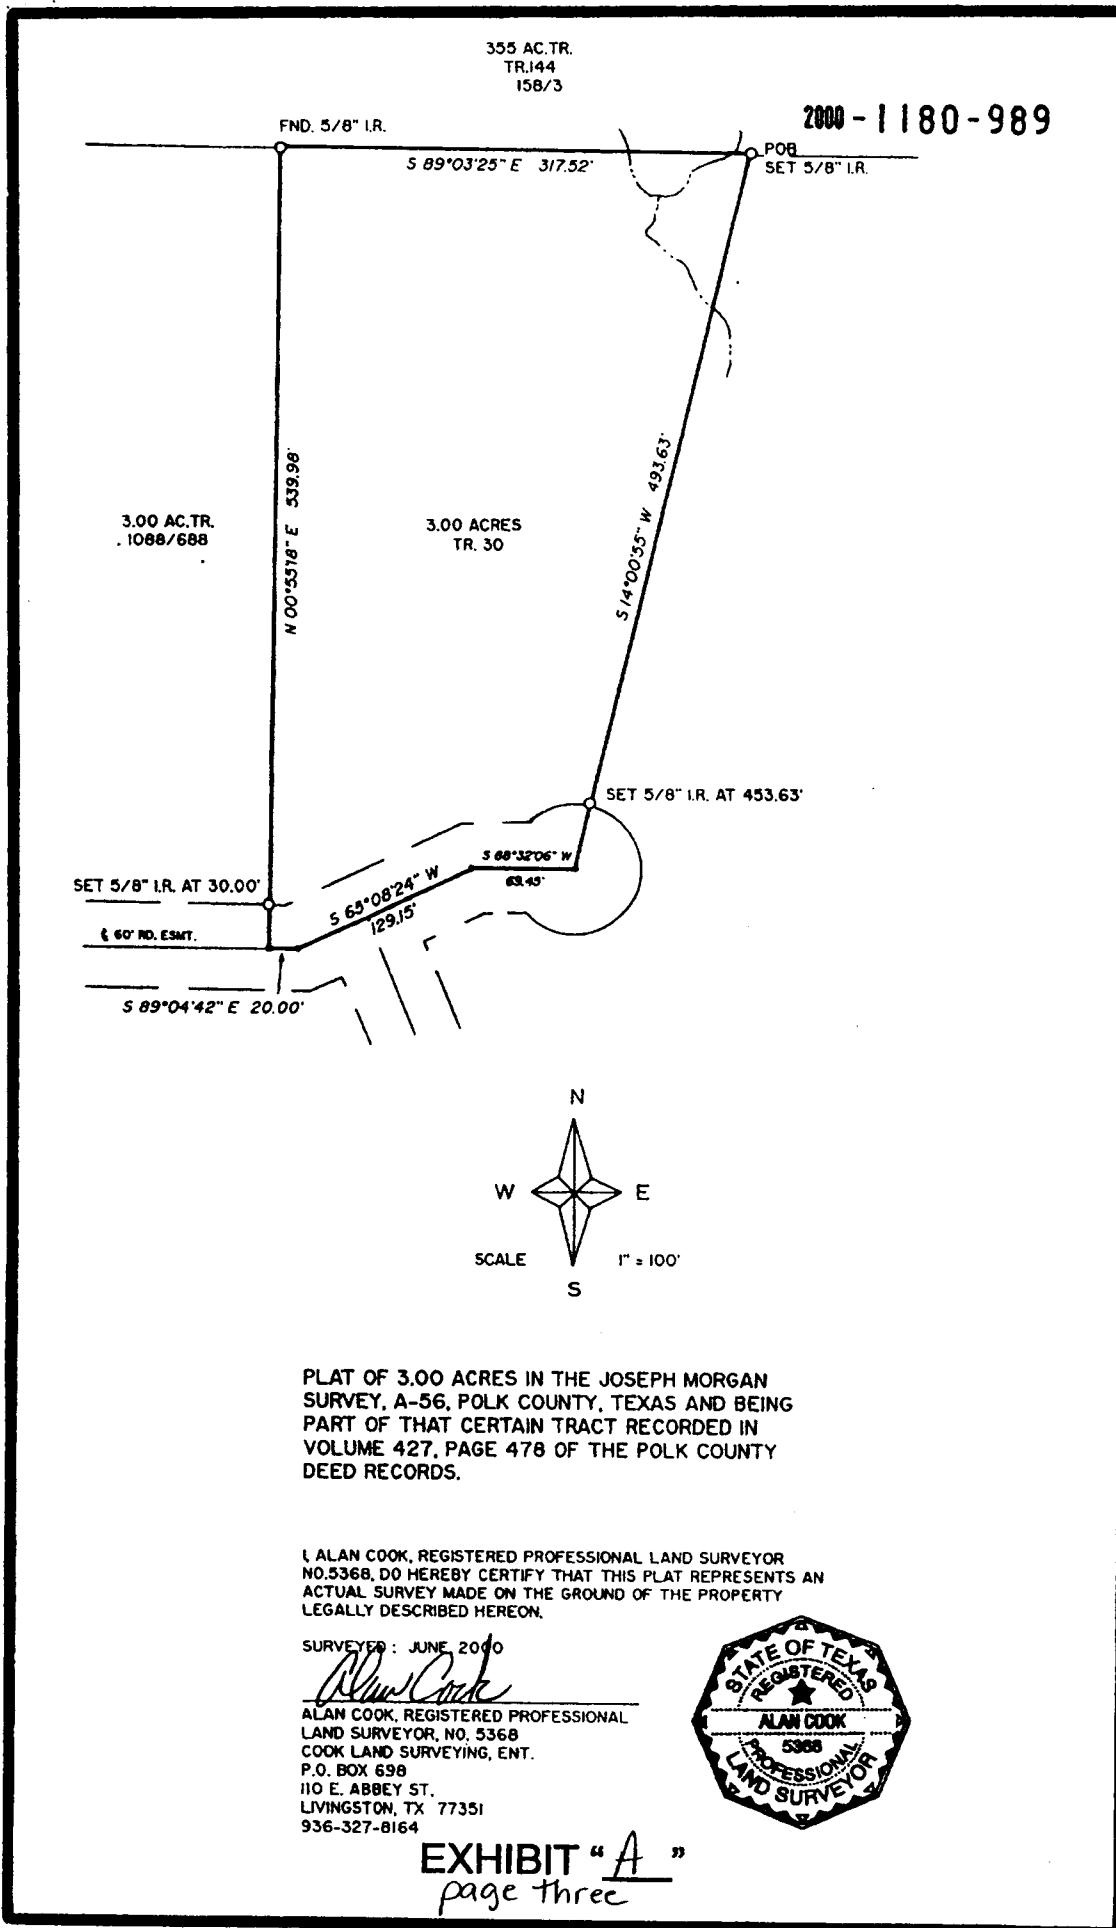 355 AC.TR.
TR.144
158/3
2000-1180-989
FND. 5/8" I.R.
POB
SET 5/8" I.R.
S 89°03'25" E 317.52'
N 00°55'18" E 539.98'
S 14°00'55" W 493.63'
3.00 AC.TR.
1088/688
3.00 ACRES
TR. 30
SET 5/8" I.R. AT 453.63'
S 88°32'06" W
69.45'
S 65°08'24" W
129.15'
SET 5/8" I.R. AT 30.00'
℄ 60' RD. ESMT.
S 89°04'42" E 20.00'
N
W
E
SCALE
1" = 100'
S
PLAT OF 3.00 ACRES IN THE JOSEPH MORGAN
SURVEY, A-56, POLK COUNTY, TEXAS AND BEING
PART OF THAT CERTAIN TRACT RECORDED IN
VOLUME 427, PAGE 478 OF THE POLK COUNTY
DEED RECORDS.
I, ALAN COOK, REGISTERED PROFESSIONAL LAND SURVEYOR
NO.5368, DO HEREBY CERTIFY THAT THIS PLAT REPRESENTS AN
ACTUAL SURVEY MADE ON THE GROUND OF THE PROPERTY
LEGALLY DESCRIBED HEREON.
SURVEYED : JUNE, 2000
Alan Cook
ALAN COOK, REGISTERED PROFESSIONAL
LAND SURVEYOR, NO. 5368
COOK LAND SURVEYING, ENT.
P.O. BOX 698
110 E. ABBEY ST.
LIVINGSTON, TX 77351
936-327-8164
STATE OF TEXAS
REGISTERED
ALAN COOK
5368
PROFESSIONAL
LAND SURVEYOR
EXHIBIT "A"
page three